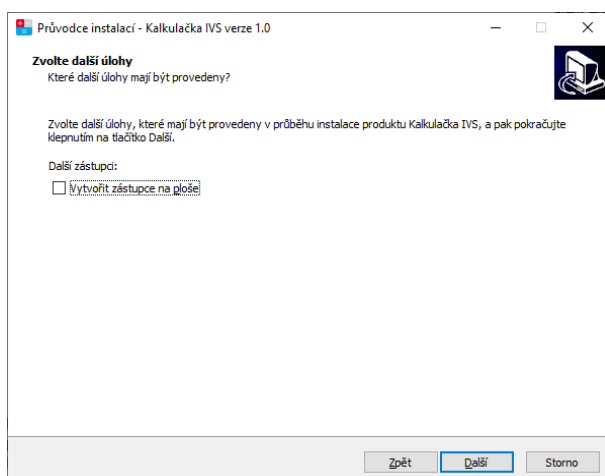 Průvodce instalací - Kalkulačka IVS verze 1.0
Zvolte další úlohy
Které další úlohy mají být provedeny?
Zvolte další úlohy, které mají být provedeny v průběhu instalace produktu Kalkulačka IVS, a pak pokračujte
klepnutím na tlačítko Další.
Další zástupci:
Vytvořit zástupce na ploše
Zpět
Další
Storno